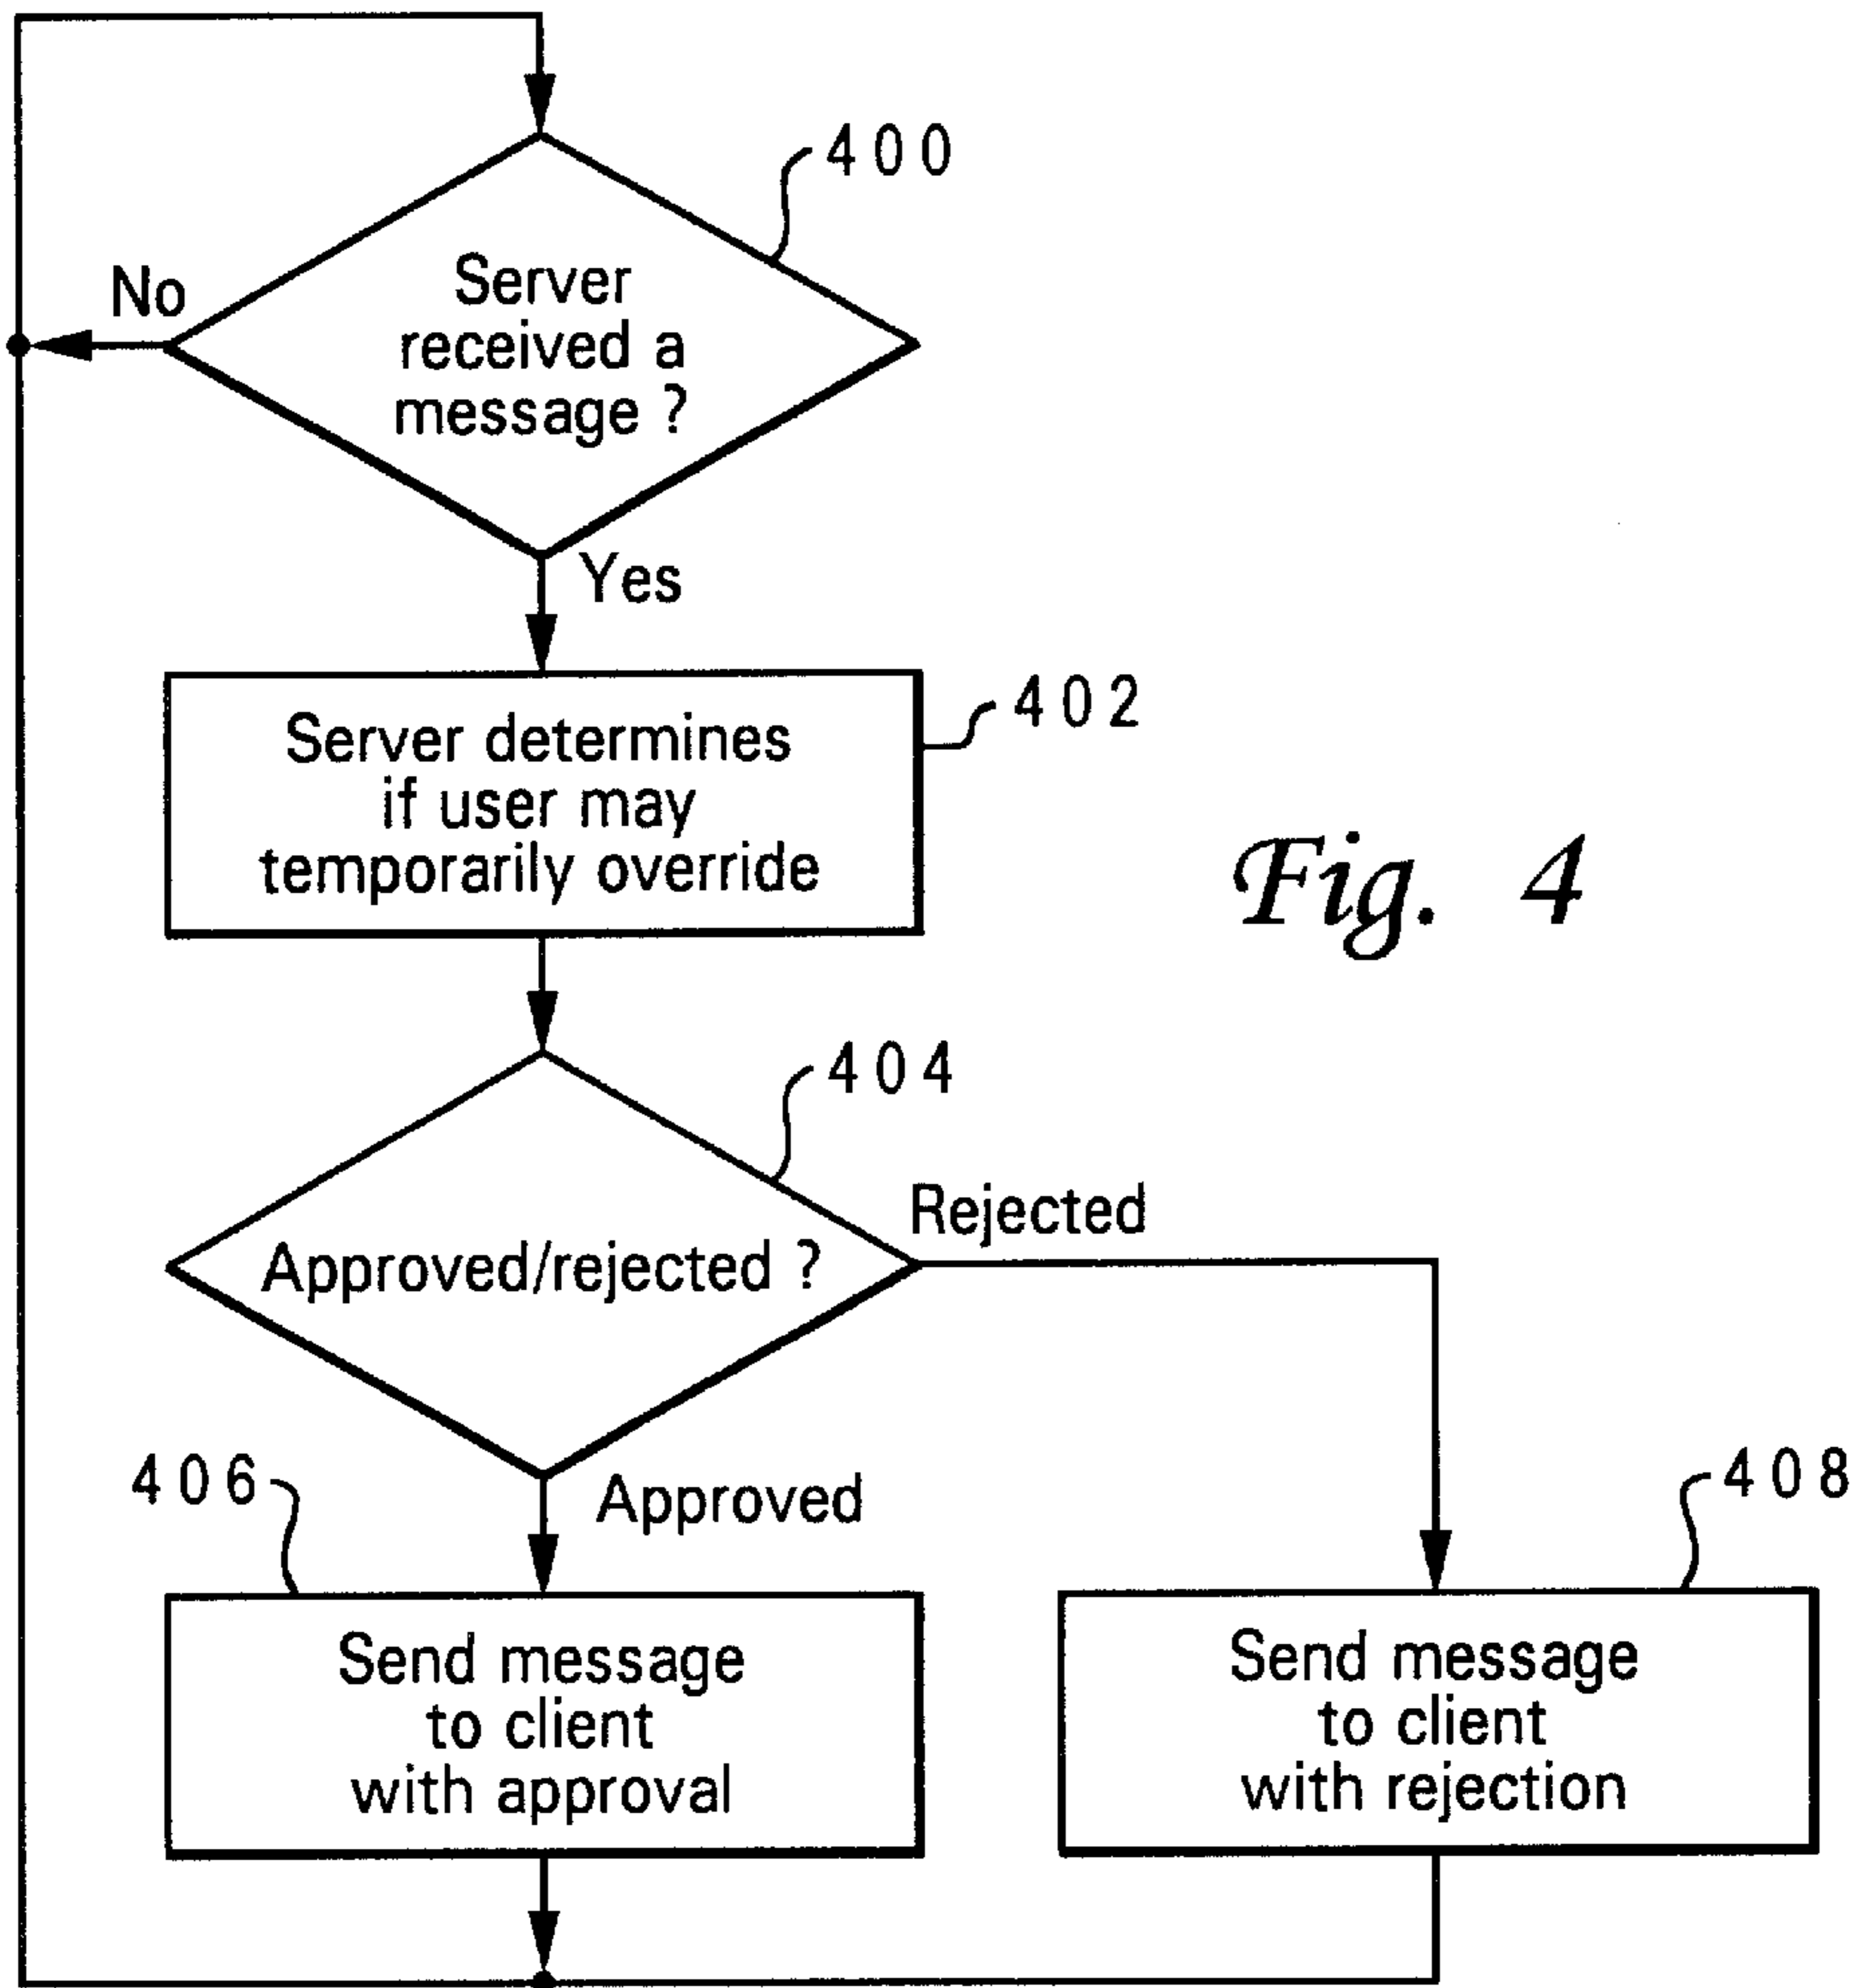 400
No
Server
received a
message ?
Yes
402
Server determines
if user may
temporarily override
Fig. 4
404
Rejected
Approved/rejected ?
406
Approved
408
Send message
to client
with approval
Send message
to client
with rejection